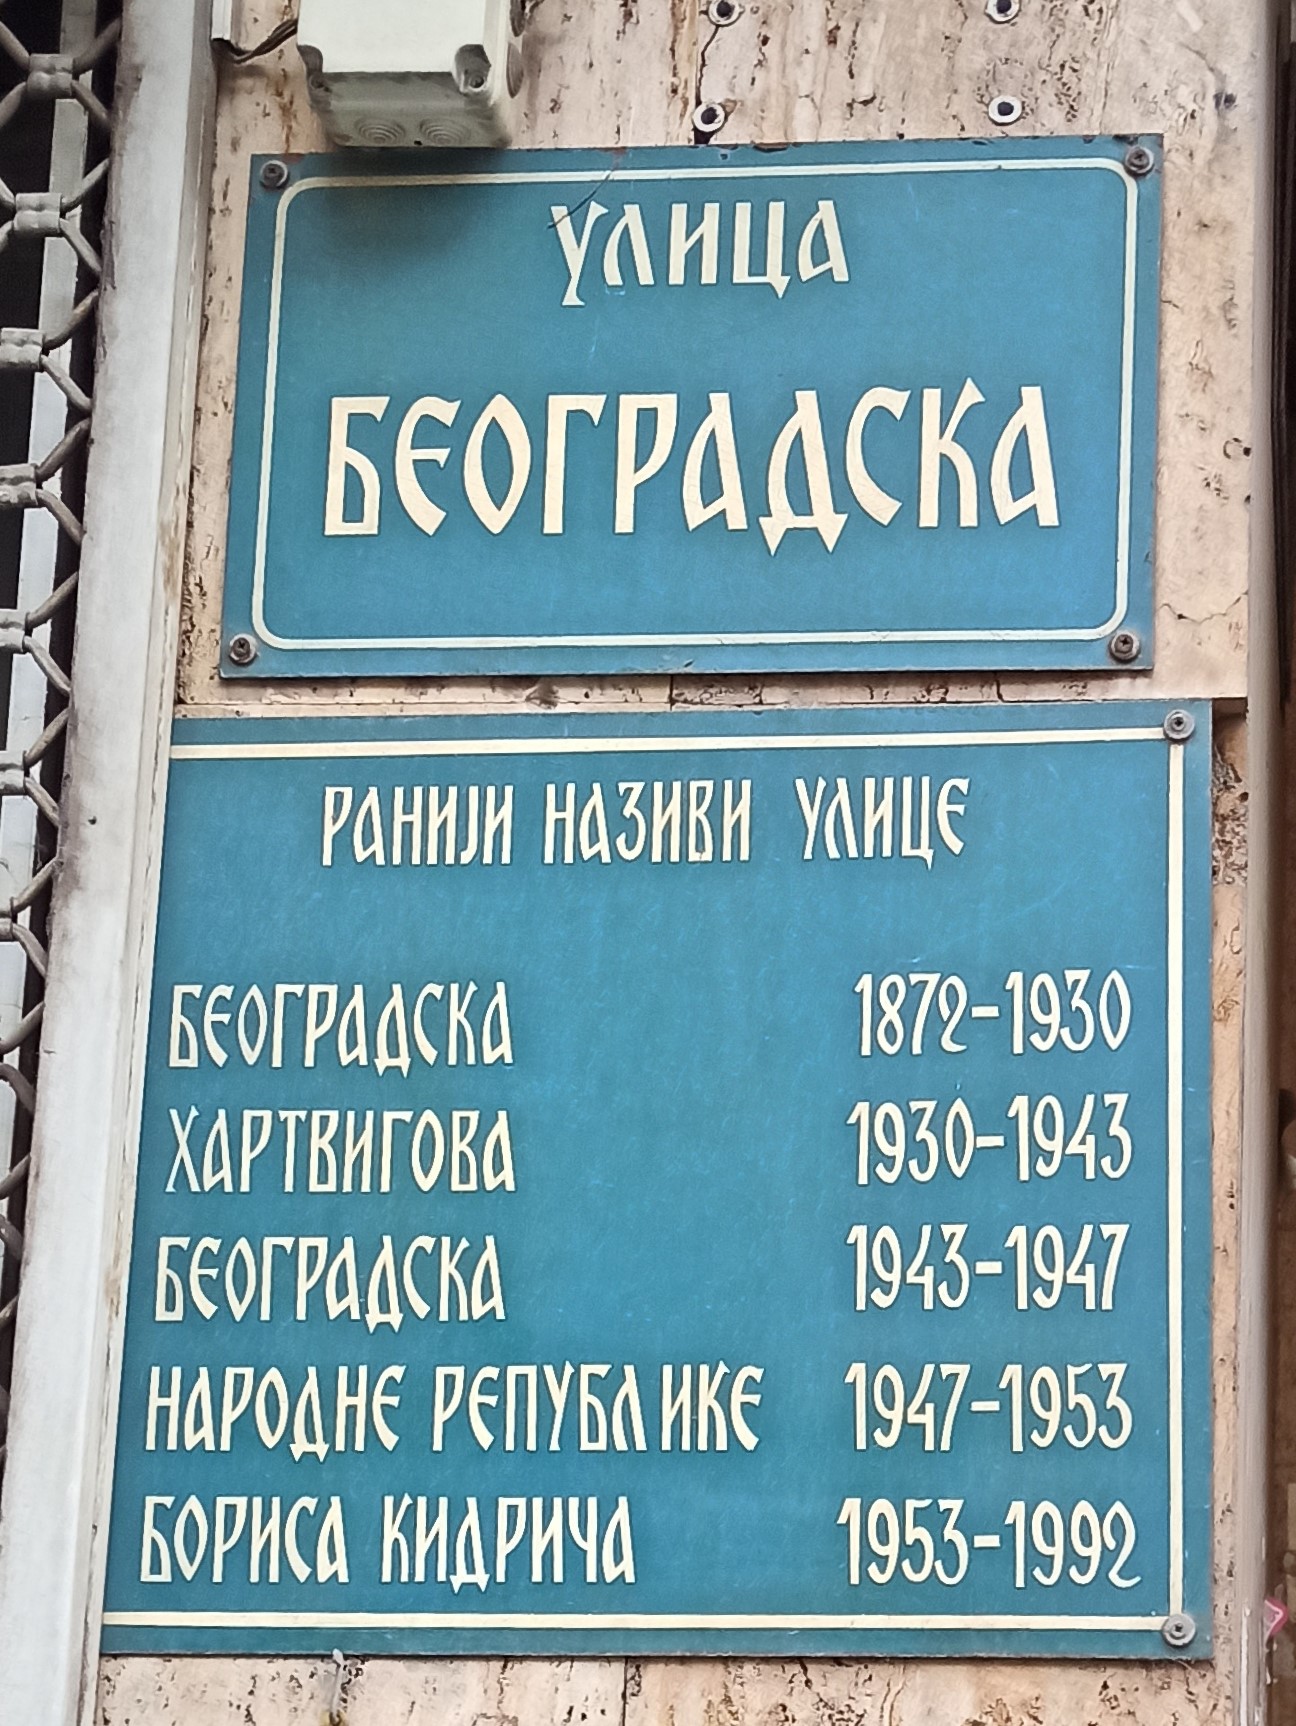 УЛИЦА
БЕОГРАДСКА
РАНИЈИ НАЗИВИ УЛИЦЕ
БЕОГРАДСКА 1872-1930
ХАРТВИГОВА 1930-1943
БЕОГРАДСКА 1943-1947
НАРОДНЕ РЕПУБЛИКЕ 1947-1953
БОРИСА КИДРИЧА 1953-1992